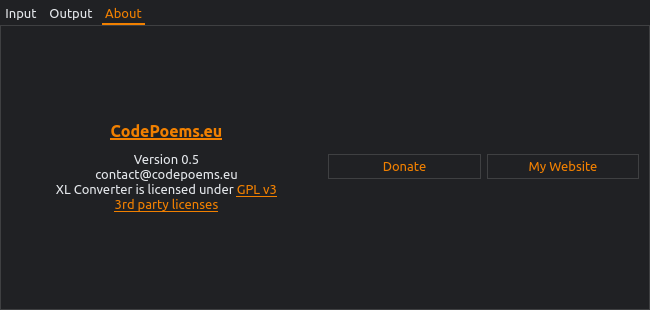 Input Output About
CodePoems.eu
Version 0.5
contact@codepoems.eu
XL Converter is licensed under GPL v3
3rd party licenses
Donate
My Website